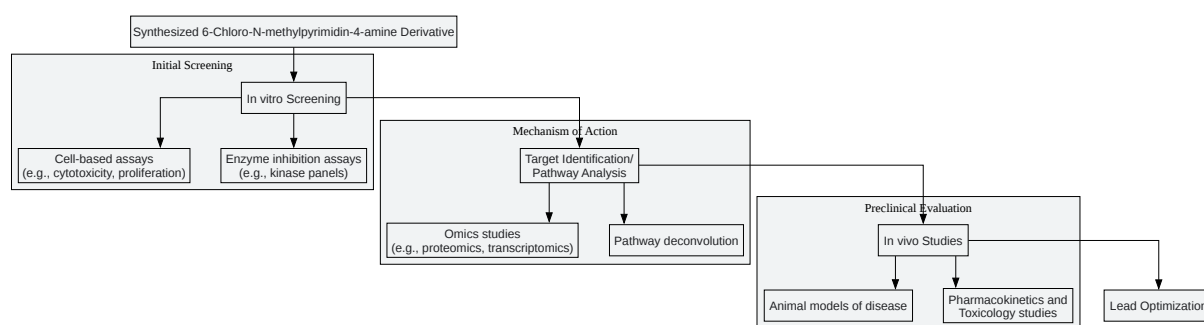 Synthesized 6-Chloro-N-methylpyrimidin-4-amine Derivative
Initial Screening
In vitro Screening
Cell-based assays
(e.g., cytotoxicity, proliferation)
Enzyme inhibition assays
(e.g., kinase panels)
Mechanism of Action
Target Identification/
Pathway Analysis
Omics studies
(e.g., proteomics, transcriptomics)
Pathway deconvolution
Preclinical Evaluation
In vivo Studies
Animal models of disease
Pharmacokinetics and
Toxicology studies
Lead Optimization